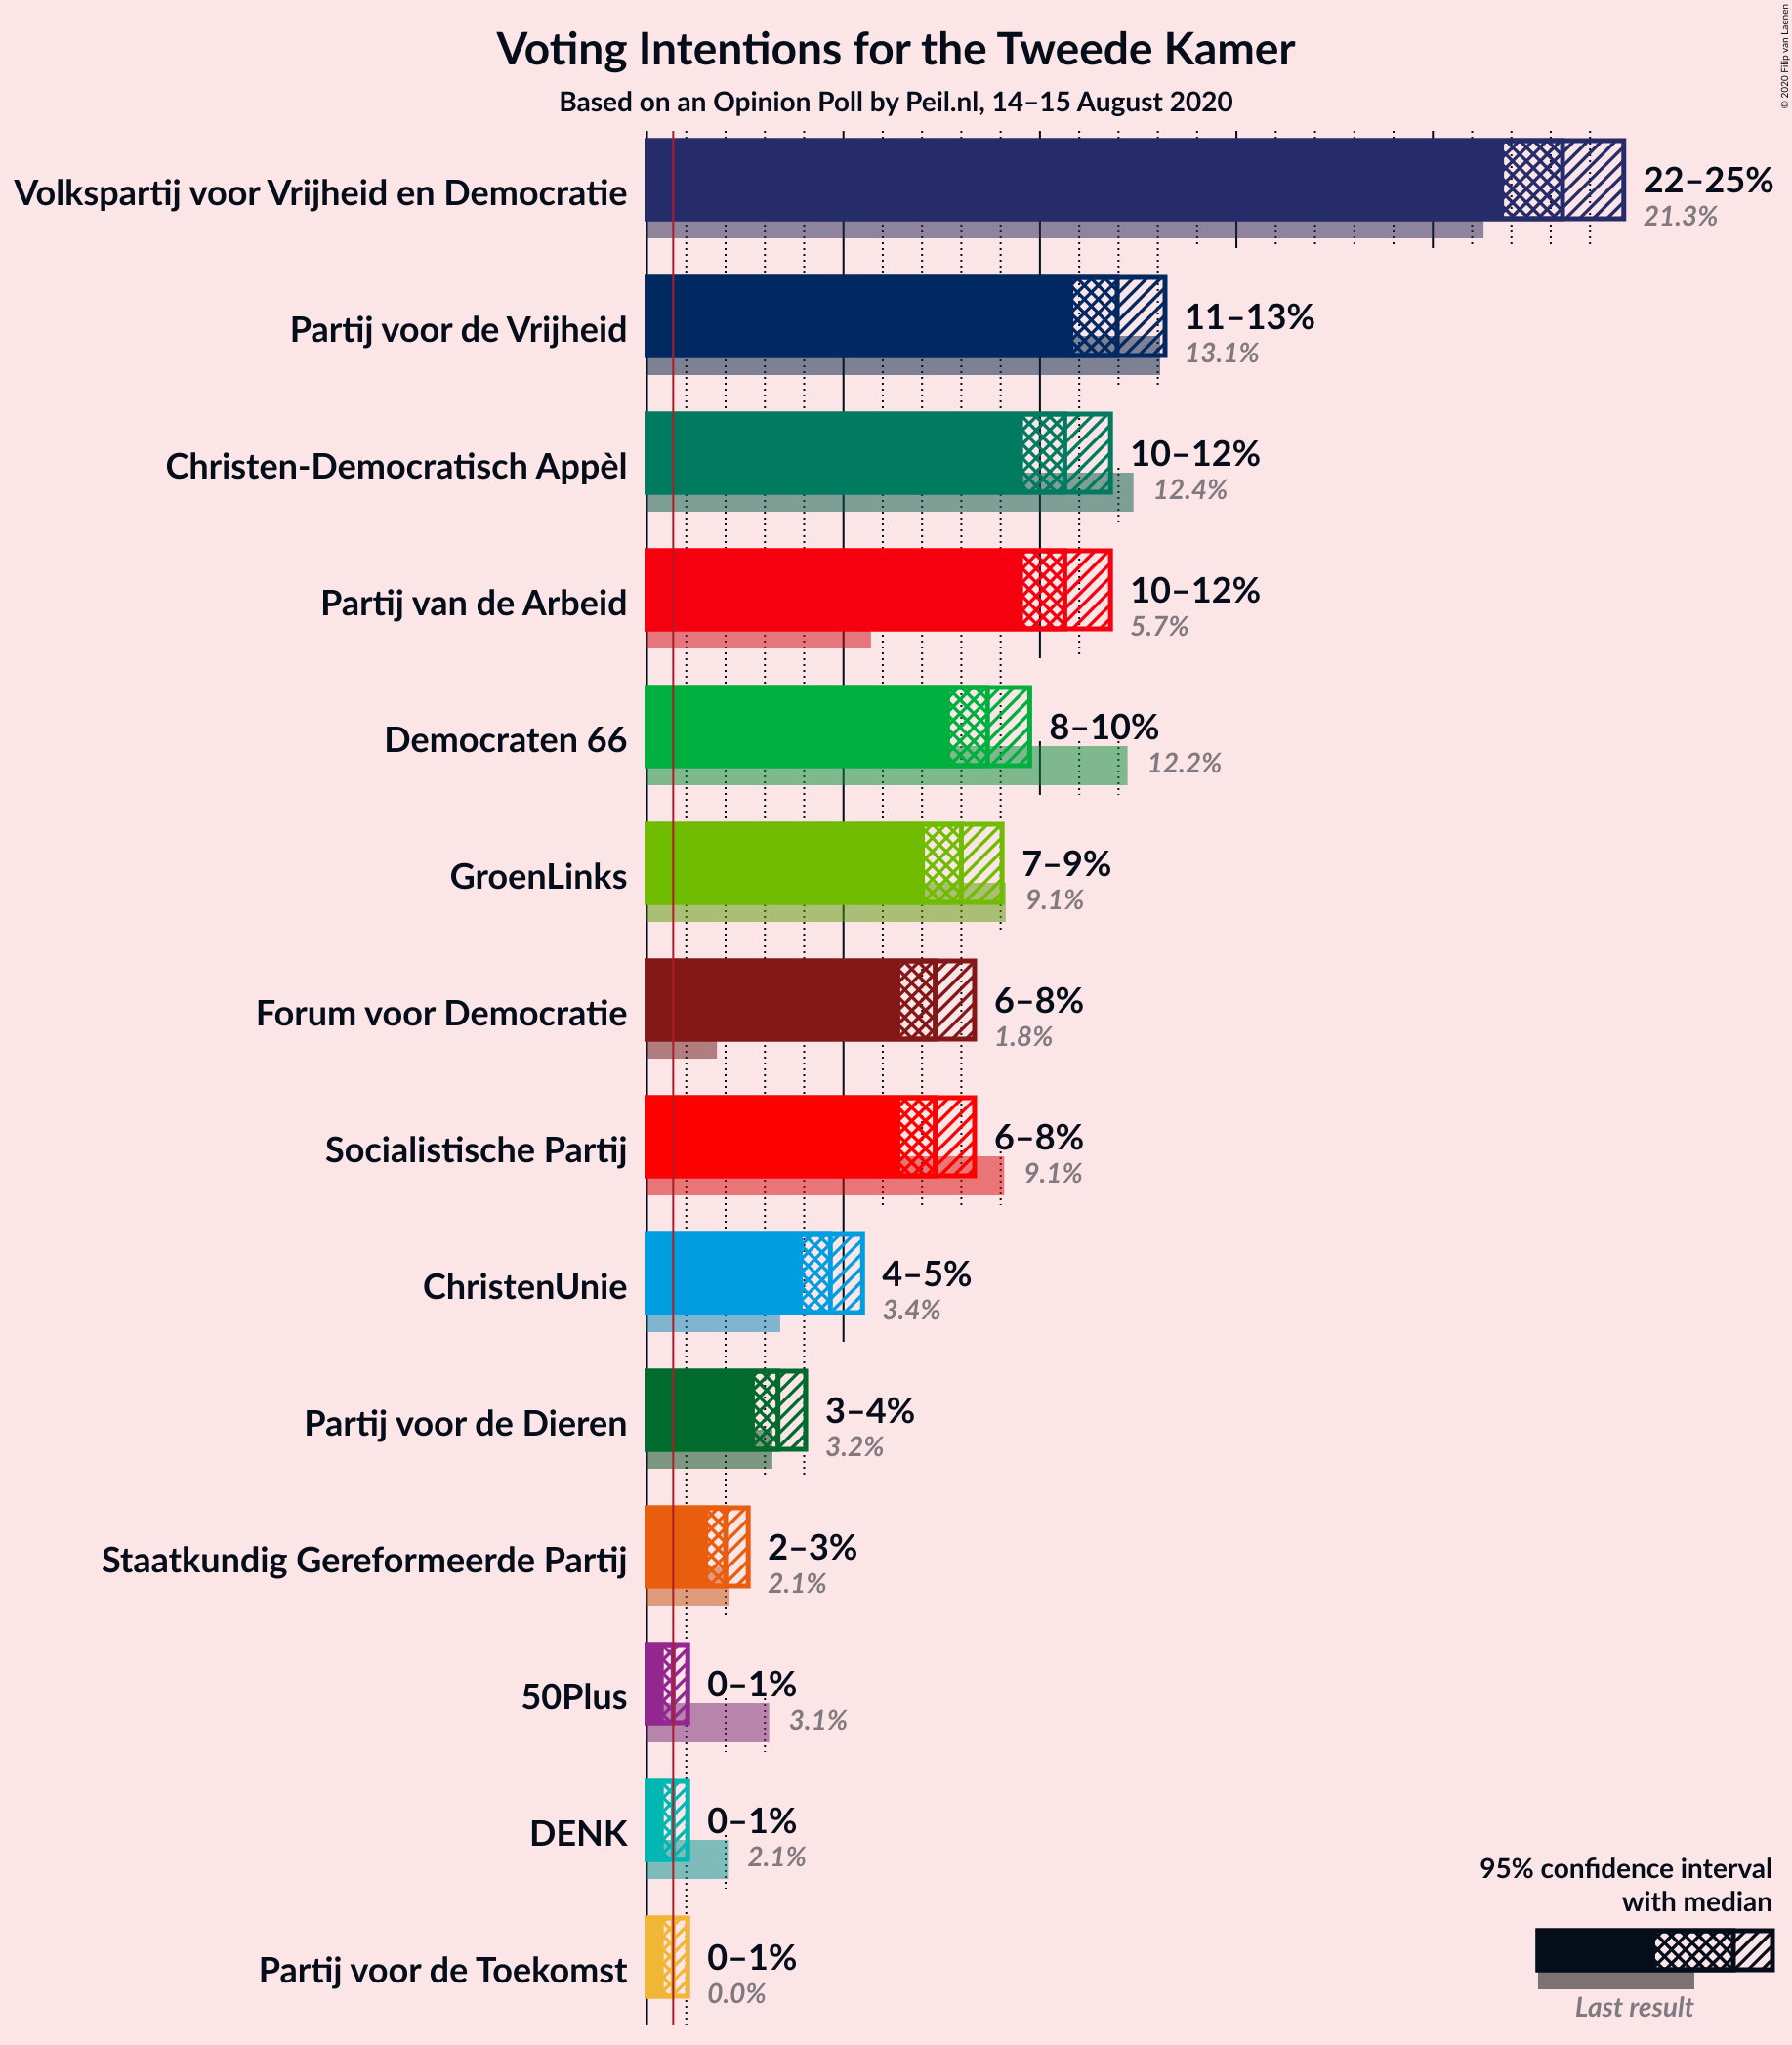 Voting Intentions for the Tweede Kamer
Based on an Opinion Poll by Peil.nl, 14–15 August 2020
© 2020 Filip van Laenen
Volkspartij voor Vrijheid en Democratie
22–25%
21.3%
Partij voor de Vrijheid
11–13%
13.1%
Christen-Democratisch Appèl
10–12%
12.4%
Partij van de Arbeid
10–12%
5.7%
Democraten 66
8–10%
12.2%
GroenLinks
7–9%
9.1%
Forum voor Democratie
6–8%
1.8%
Socialistische Partij
6–8%
9.1%
ChristenUnie
4–5%
3.4%
Partij voor de Dieren
3–4%
3.2%
Staatkundig Gereformeerde Partij
2–3%
2.1%
50Plus
0–1%
3.1%
DENK
0–1%
2.1%
Partij voor de Toekomst
0–1%
0.0%
95% confidence interval
with median
Last result